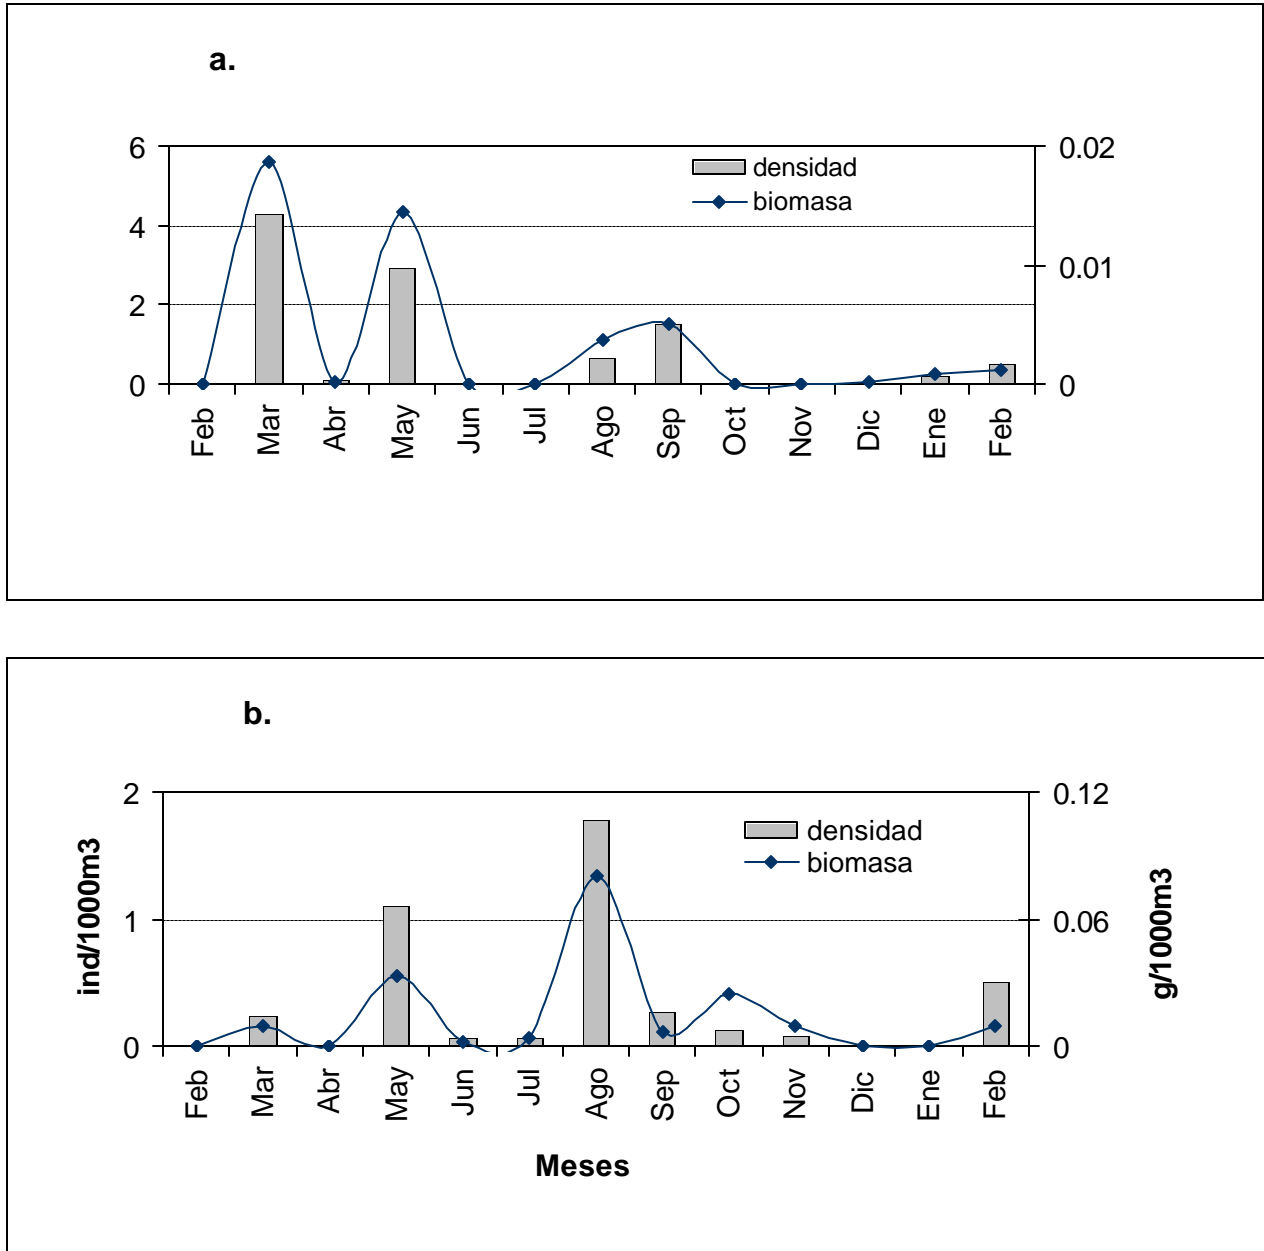 a.
6
4
2
0
0.02
0.01
0
densidad
biomasa
Feb Mar Abr May Jun Jul Ago Sep Oct Nov Dic Ene Feb
b.
2
1
0
0.12
0.06
0
ind/1000m3
g/1000m3
densidad
biomasa
Feb Mar Abr May Jun Jul Ago Sep Oct Nov Dic Ene Feb
Meses